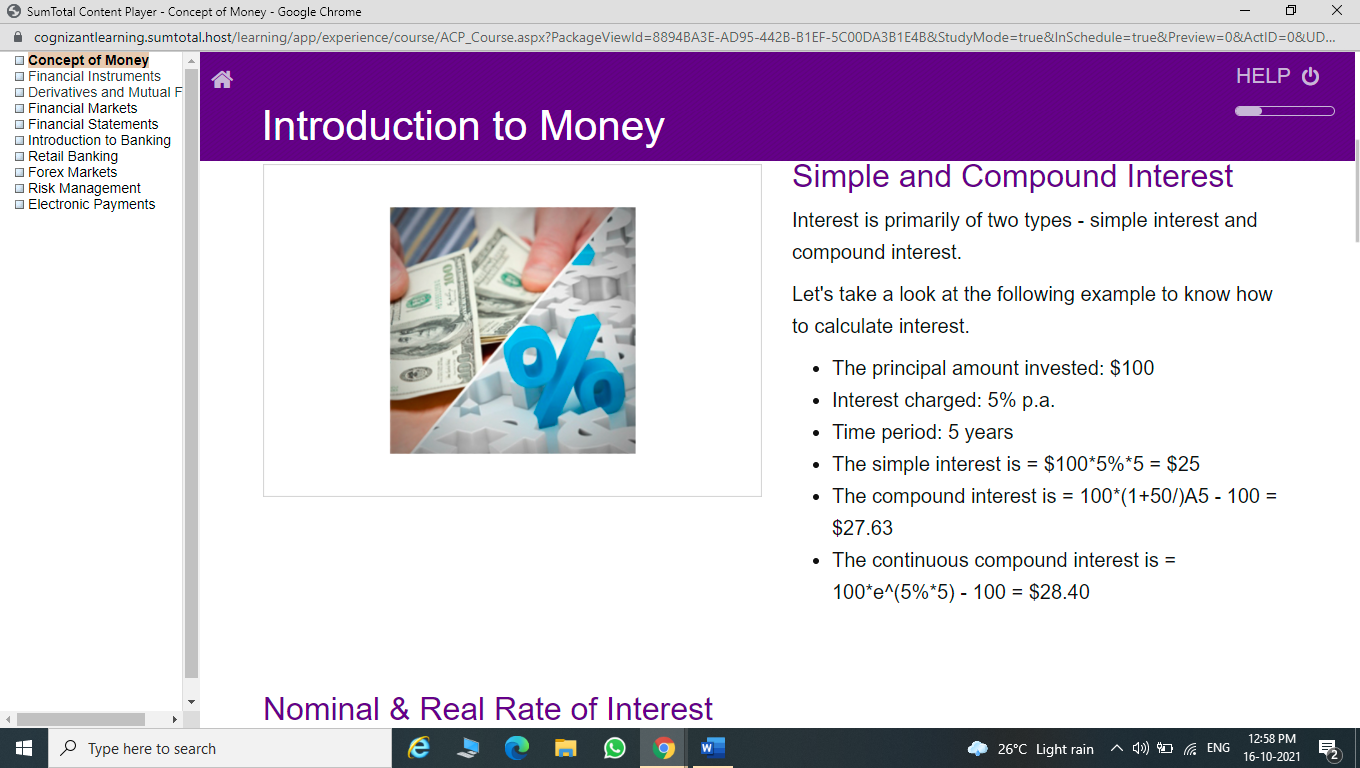 SumTotal Content Player - Concept of Money - Google Chrome
cognizantlearning.sumtotal.host/learning/app/experience/course/ACP_Course.aspx?PackageViewId=8894BA3E-AD95-442B-B1EF-5C00DA3B1E4B&StudyMode=true&InSchedule=true&Preview=0&ActID=0&UD...
Concept of Money
Financial Instruments
Derivatives and Mutual F
Financial Markets
Financial Statements
Introduction to Banking
Retail Banking
Forex Markets
Risk Management
Electronic Payments
HELP
Introduction to Money
Simple and Compound Interest
Interest is primarily of two types - simple interest and
compound interest.
Let's take a look at the following example to know how
to calculate interest.
• The principal amount invested: $100
• Interest charged: 5% p.a.
• Time period: 5 years
• The simple interest is = $100*5%*5 = $25
• The compound interest is = 100*(1+50/)A5 - 100 =
$27.63
• The continuous compound interest is =
100*e^(5%*5) - 100 = $28.40
%
100
Nominal & Real Rate of Interest
Type here to search
26°C Light rain
ENG
12:58 PM
16-10-2021
2